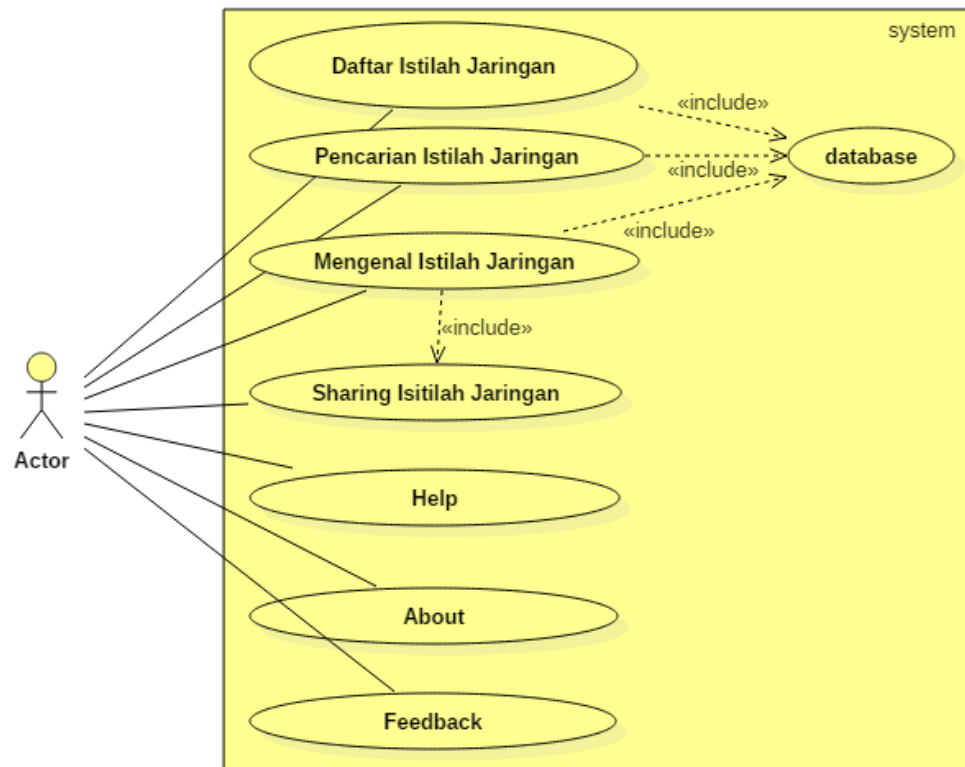 system
Daftar Istilah Jaringan
«include»
Pencarian Istilah Jaringan
database
«include»
«include»
Mengenal Istilah Jaringan
«include»
Sharing Isitilah Jaringan
Actor
Help
About
Feedback